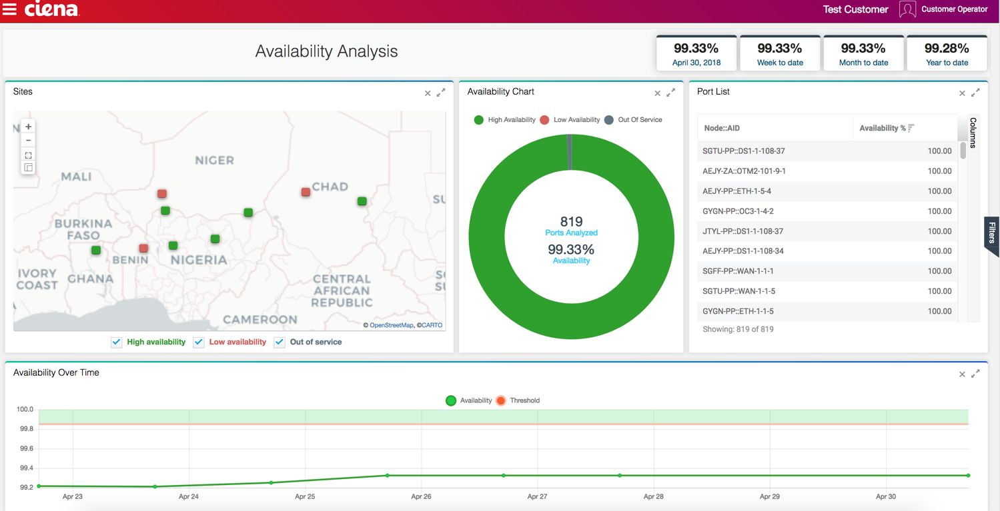 ciena
Test Customer
Customer Operator
Availability Analysis
99.33%
April 30, 2018
99.33%
Week to date
99.33%
Month to date
99.28%
Year to date
Sites
+
−
NIGER
MALI
CHAD
BURKINA
FASO
BENIN
NIGERIA
IVORY
COAST
GHANA
CENTRAL
AFRICAN
REPUBLIC
CAMEROON
© OpenStreetMap, ©CARTO
High availability
Low availability
Out of service
Availability Chart
High Availability
Low Availability
Out Of Service
819
Ports Analyzed
99.33%
Availability
Port List
Node::AID Availability %
SGTU-PP::DS1-1-108-37 100.00
AEJY-ZA::OTM2-101-9-1 100.00
AEJY-PP::ETH-1-5-4 100.00
GYGN-PP::OC3-1-4-2 100.00
JTYL-PP::DS1-1-108-37 100.00
AEJY-PP::DS1-1-108-34 100.00
SGFF-PP::WAN-1-1-1 100.00
SGTU-PP::WAN-1-1-5 100.00
GYGN-PP::ETH-1-1-5 100.00
Showing: 819 of 819
Columns
Filters
Availability Over Time
Availability
Threshold
100.0
99.8
99.6
99.4
99.2
Apr 23
Apr 24
Apr 25
Apr 26
Apr 27
Apr 28
Apr 29
Apr 30